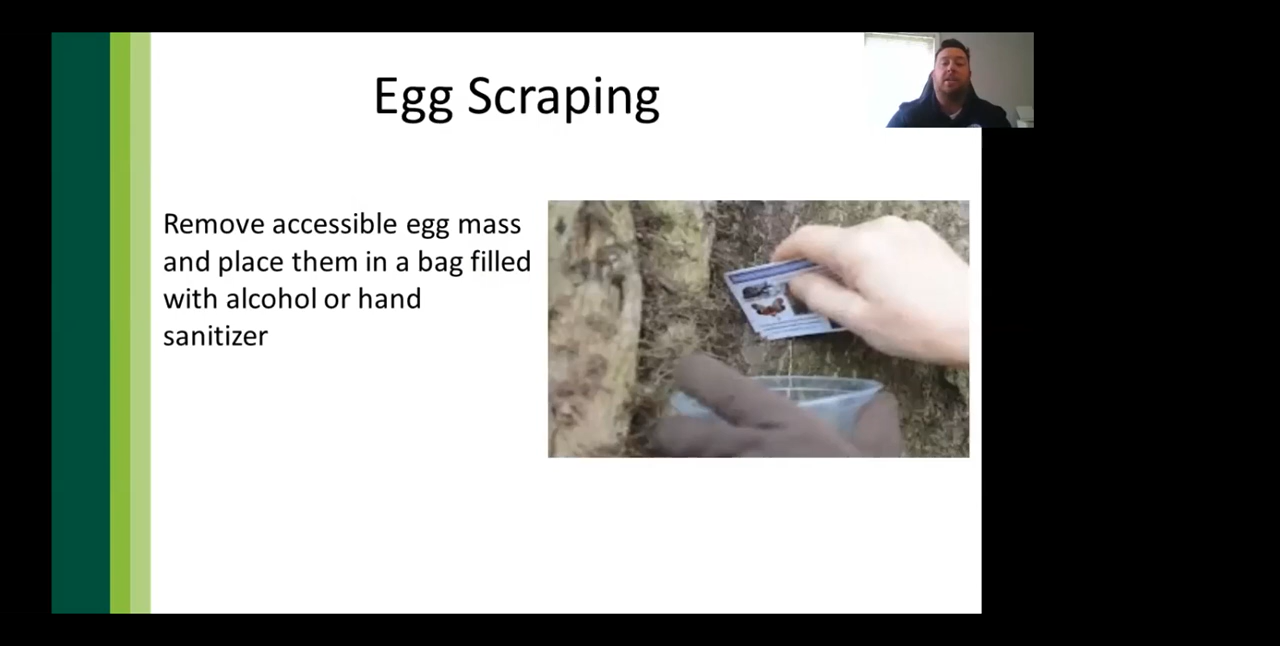 Egg Scraping
Remove accessible egg mass
and place them in a bag filled
with alcohol or hand
sanitizer